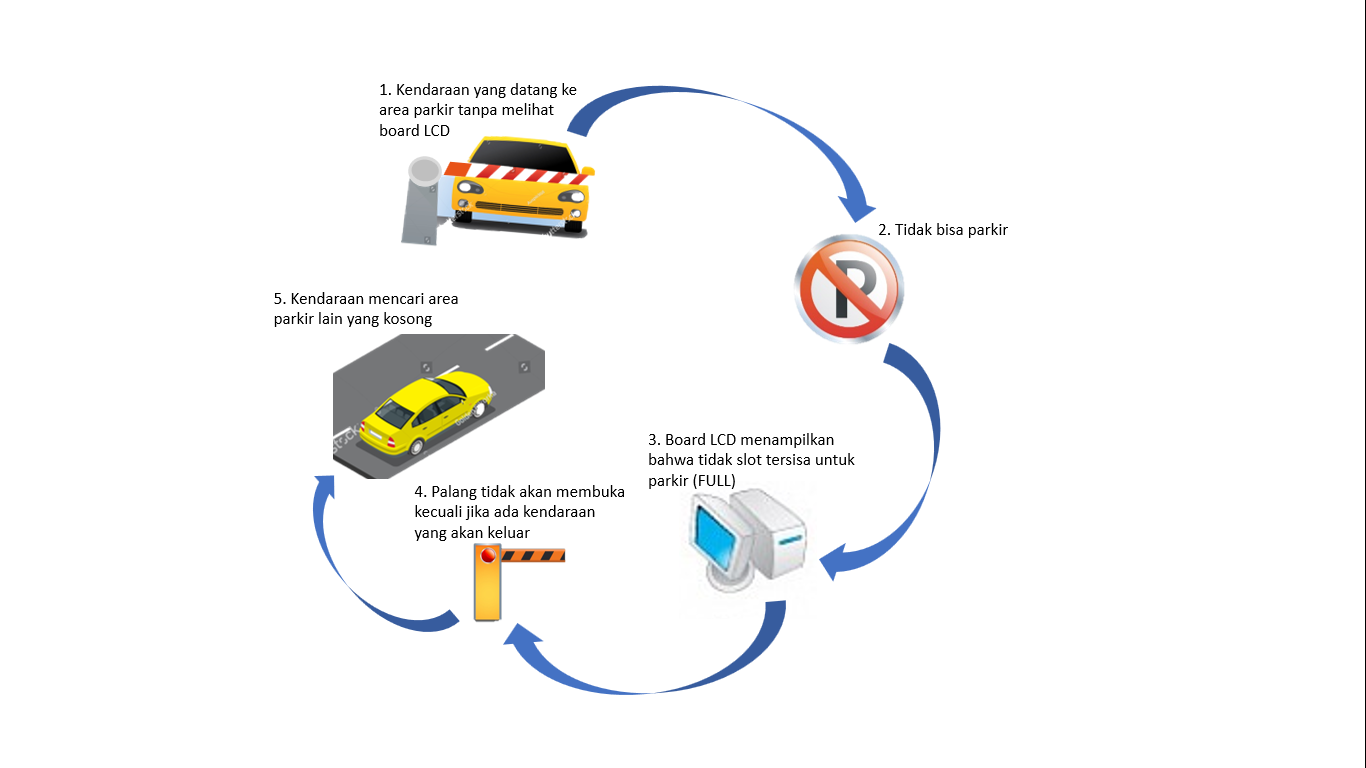 1. Kendaraan yang datang ke
area parkir tanpa melihat
board LCD
2. Tidak bisa parkir
P
3. Board LCD menampilkan
bahwa tidak slot tersisa untuk
parkir (FULL)
4. Palang tidak akan membuka
kecuali jika ada kendaraan
yang akan keluar
5. Kendaraan mencari area
parkir lain yang kosong